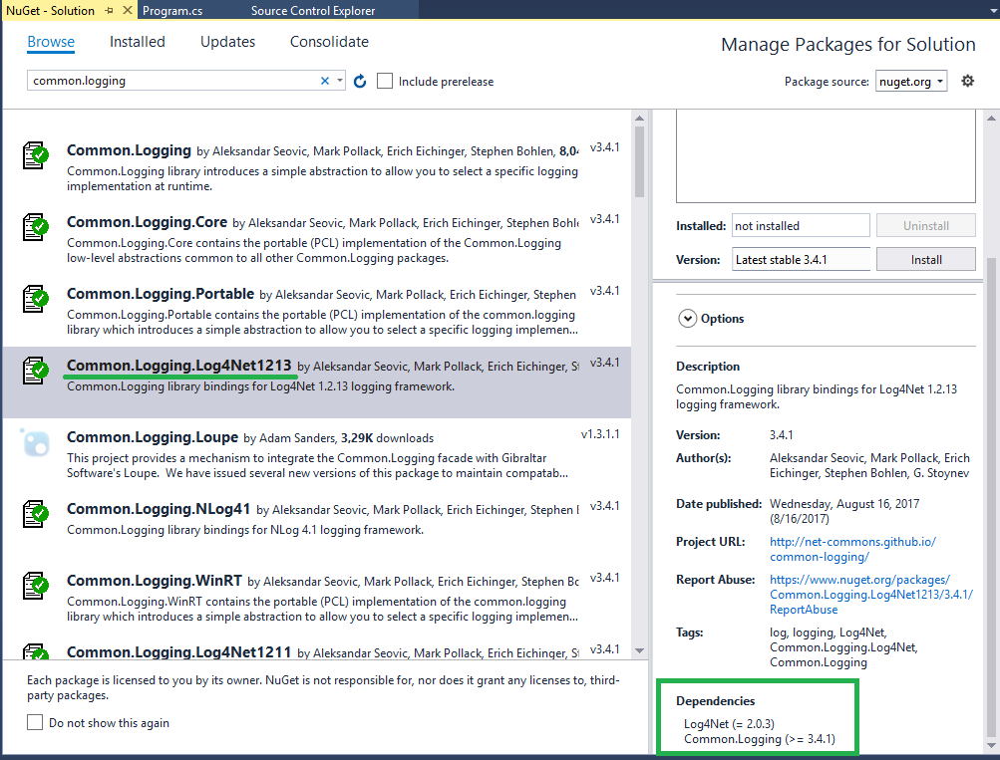 NuGet - Solution
Program.cs
Source Control Explorer
Browse
Installed
Updates
Consolidate
Manage Packages for Solution
common.logging
Include prerelease
Package source: nuget.org
Common.Logging by Aleksandar Seovic, Mark Pollack, Erich Eichinger, Stephen Bohlen, 8,04 v3.4.1
Common.Logging library introduces a simple abstraction to allow you to select a specific logging
implementation at runtime.
Common.Logging.Core by Aleksandar Seovic, Mark Pollack, Erich Eichinger, Stephen Bohle v3.4.1
Common.Logging.Core contains the portable (PCL) implementation of the Common.Logging
low-level abstractions common to all other Common.Logging packages.
Common.Logging.Portable by Aleksandar Seovic, Mark Pollack, Erich Eichinger, Stephen v3.4.1
Common.Logging.Portable contains the portable (PCL) implementation of the common.logging
library which introduces a simple abstraction to allow you to select a specific logging implemen...
Common.Logging.Log4Net1213 by Aleksandar Seovic, Mark Pollack, Erich Eichinger, St v3.4.1
Common.Logging library bindings for Log4Net 1.2.13 logging framework.
Common.Logging.Loupe by Adam Sanders, 3,29K downloads v1.3.1.1
This project provides a mechanism to integrate the Common.Logging facade with Gibraltar
Software's Loupe. We have issued several new versions of this package to maintain compatab...
Common.Logging.NLog41 by Aleksandar Seovic, Mark Pollack, Erich Eichinger, Stephen B v3.4.1
Common.Logging library bindings for NLog 4.1 logging framework.
Common.Logging.WinRT by Aleksandar Seovic, Mark Pollack, Erich Eichinger, Stephen Bo v3.4.1
Common.Logging.WinRT contains the portable (PCL) implementation of the common.logging
library which introduces a simple abstraction to allow you to select a specific logging implemen...
Common.Logging.Log4Net1211 by Aleksandar Seovic, Mark Pollack, Erich Eichinger, St v3.4.1
Each package is licensed to you by its owner. NuGet is not responsible for, nor does it grant any licenses to, third-
party packages.
Do not show this again
Installed: not installed Uninstall
Version: Latest stable 3.4.1 Install
Options
Description
Common.Logging library bindings for Log4Net 1.2.13
logging framework.
Version: 3.4.1
Author(s): Aleksandar Seovic, Mark Pollack, Erich
Eichinger, Stephen Bohlen, G. Stoynev
Date published: Wednesday, August 16, 2017
(8/16/2017)
Project URL: http://net-commons.github.io/
common-logging/
Report Abuse: https://www.nuget.org/packages/
Common.Logging.Log4Net1213/3.4.1/
ReportAbuse
Tags: log, logging, Log4Net,
Common.Logging.Log4Net,
Common.Logging
Dependencies
Log4Net (= 2.0.3)
Common.Logging (>= 3.4.1)